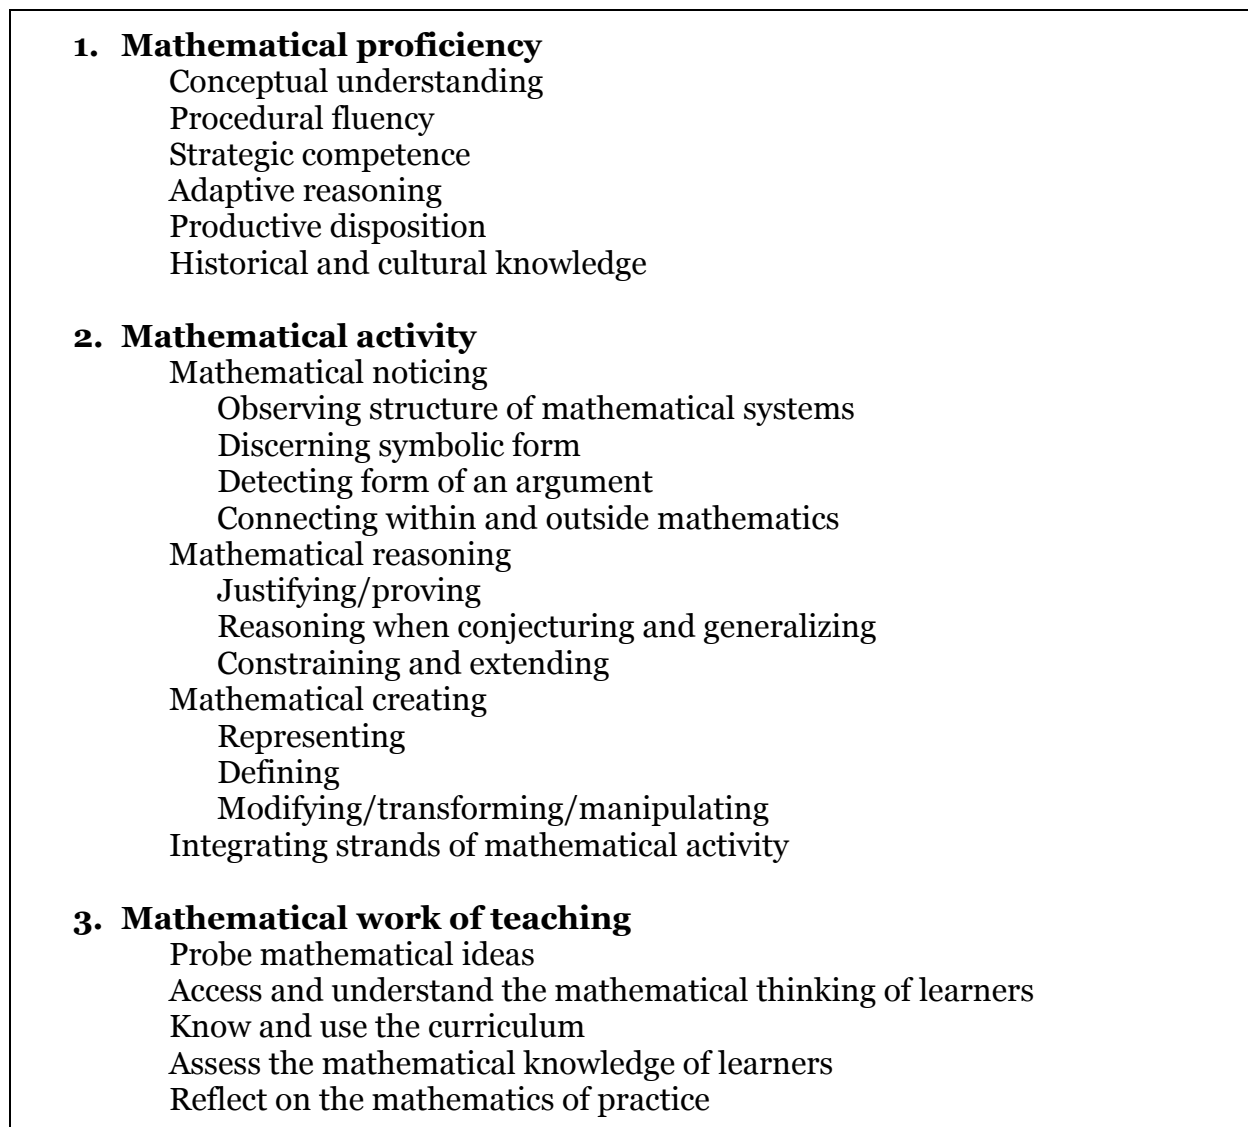 1. Mathematical proficiency
Conceptual understanding
Procedural fluency
Strategic competence
Adaptive reasoning
Productive disposition
Historical and cultural knowledge
2. Mathematical activity
Mathematical noticing
Observing structure of mathematical systems
Discerning symbolic form
Detecting form of an argument
Connecting within and outside mathematics
Mathematical reasoning
Justifying/proving
Reasoning when conjecturing and generalizing
Constraining and extending
Mathematical creating
Representing
Defining
Modifying/transforming/manipulating
Integrating strands of mathematical activity
3. Mathematical work of teaching
Probe mathematical ideas
Access and understand the mathematical thinking of learners
Know and use the curriculum
Assess the mathematical knowledge of learners
Reflect on the mathematics of practice